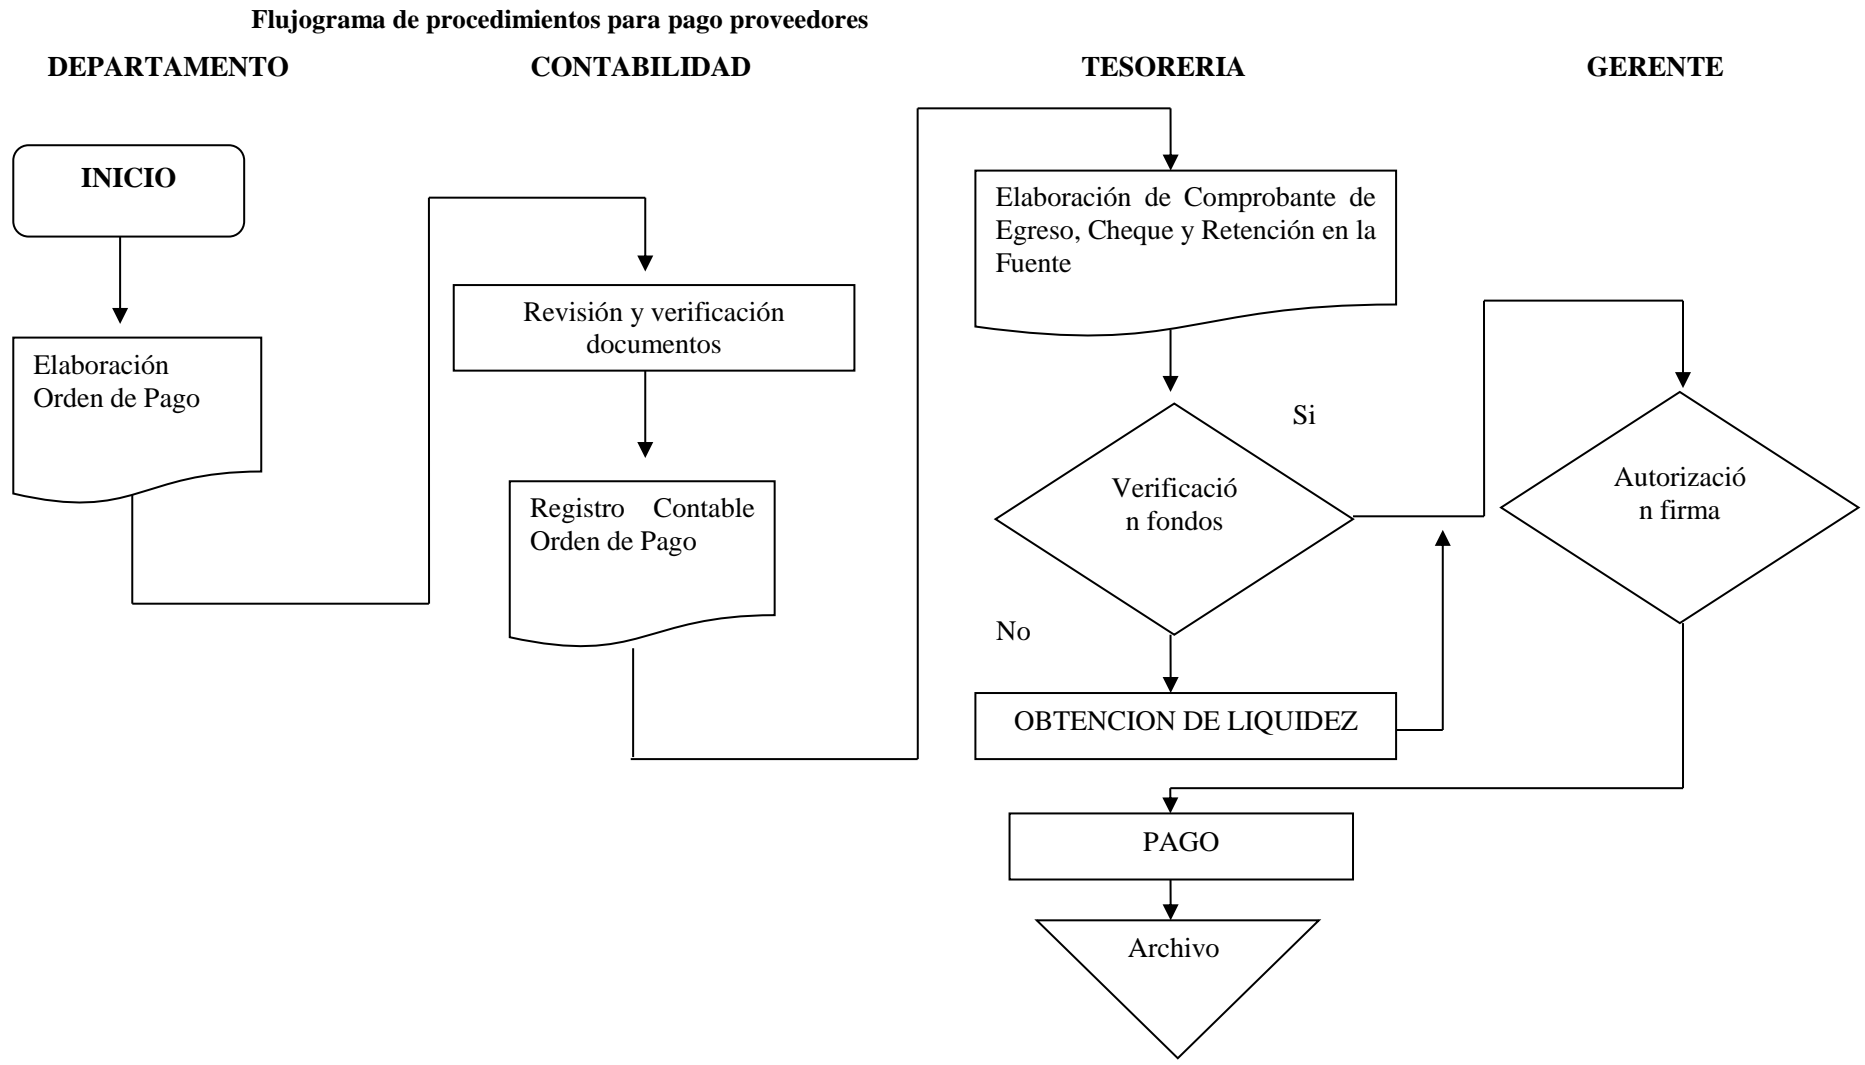 Flujograma de procedimientos para pago proveedores
DEPARTAMENTO
CONTABILIDAD
TESORERIA
GERENTE
INICIO
Elaboración
Orden de Pago
Revisión y verificación
documentos
Registro Contable
Orden de Pago
Elaboración de Comprobante de
Egreso, Cheque y Retención en la
Fuente
Si
Verificació
n fondos
No
OBTENCION DE LIQUIDEZ
Autorizació
n firma
PAGO
Archivo